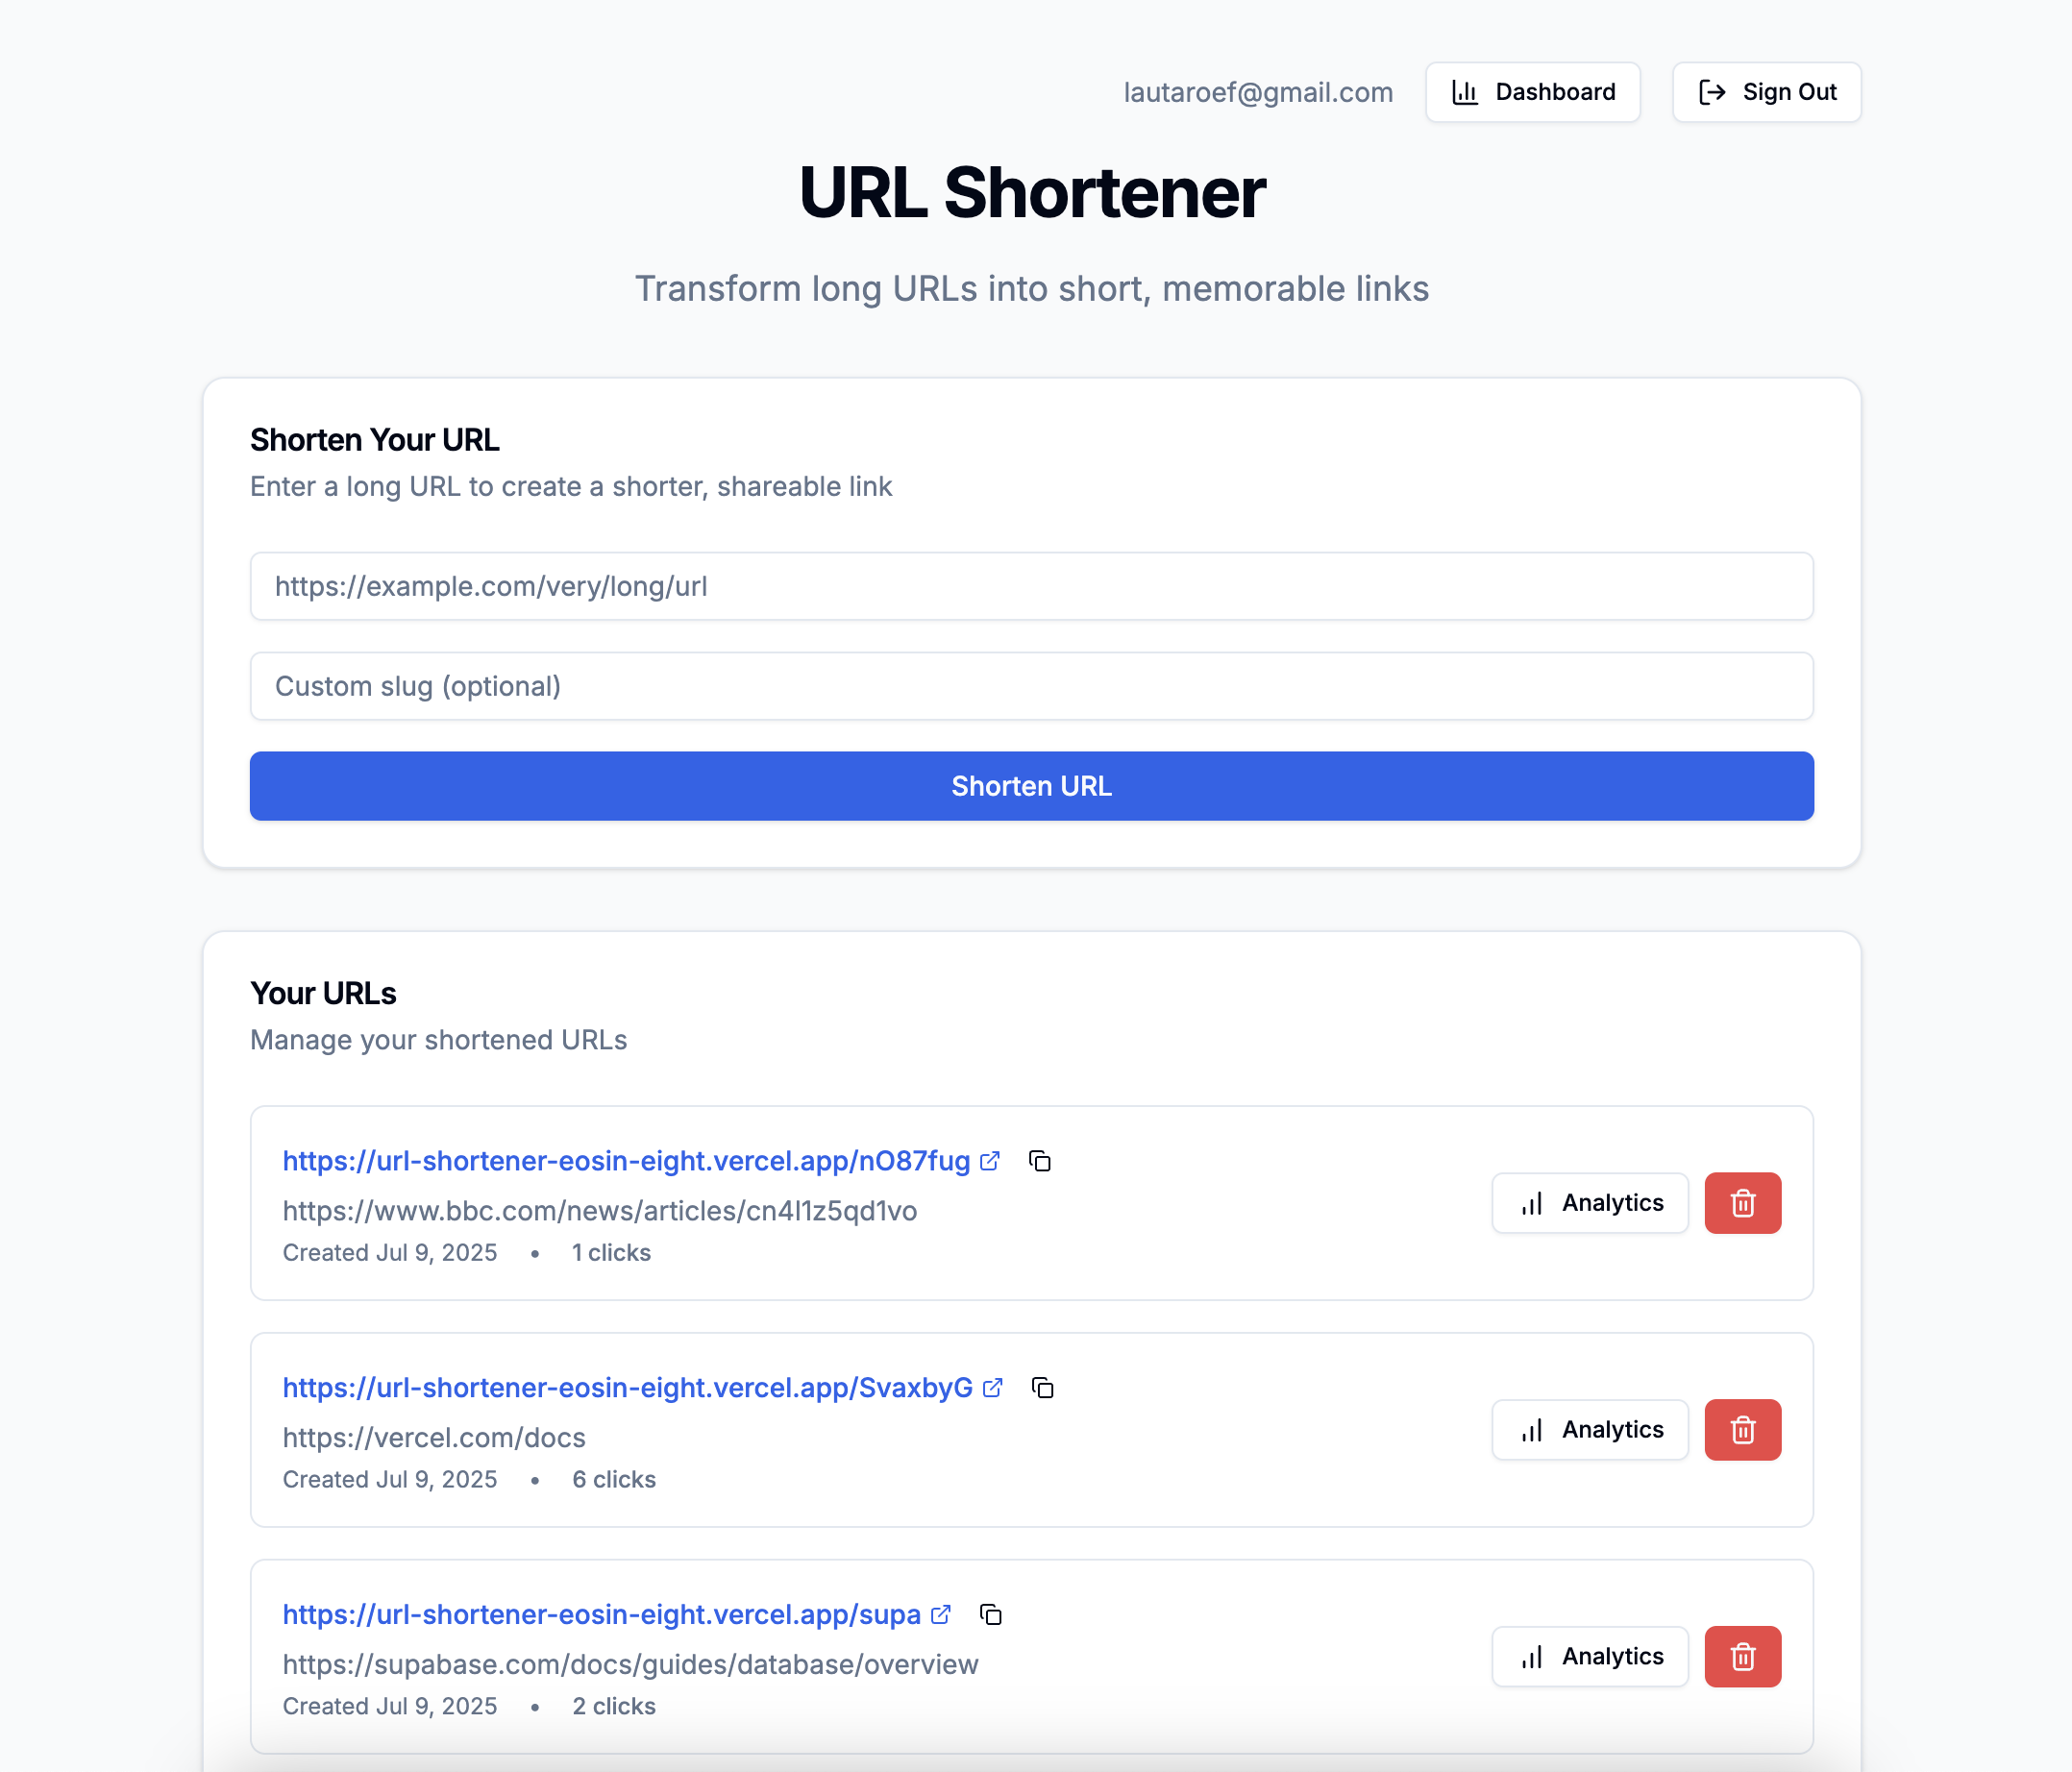 lautaroef@gmail.com Dashboard Sign Out
URL Shortener
Transform long URLs into short, memorable links
Shorten Your URL
Enter a long URL to create a shorter, shareable link
https://example.com/very/long/url
Custom slug (optional)
Shorten URL
Your URLs
Manage your shortened URLs
https://url-shortener-eosin-eight.vercel.app/nO87fug
https://www.bbc.com/news/articles/cn4l1z5qd1vo
Created Jul 9, 2025 • 1 clicks
Analytics
https://url-shortener-eosin-eight.vercel.app/SvaxbyG
https://vercel.com/docs
Created Jul 9, 2025 • 6 clicks
Analytics
https://url-shortener-eosin-eight.vercel.app/supa
https://supabase.com/docs/guides/database/overview
Created Jul 9, 2025 • 2 clicks
Analytics